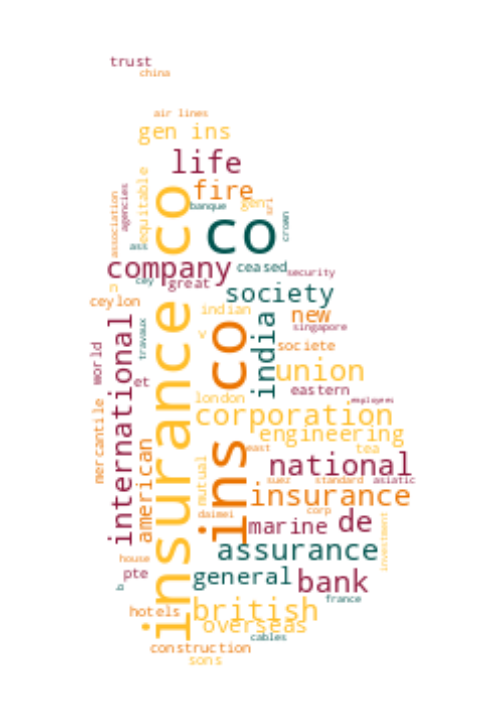 trust
china
air lines
gen ins
life
fire
equitable
agencies
association
banque
gen
sri
crown
insurance co
co
ass
company
ceased
security
cey
great
n
society
ceylon
indian
new
singapore
india
ins co
international
travaux
v
societe
world
union
et
eastern
london
employees
corporation
mercantile
american
engineering
east
tea
mutual
national
suez
standard
asiatic
insurance
daimei
corp
marine
de
investment
assurance
house
pte
general
bank
b
france
hotels
british
overseas
cables
construction
sons